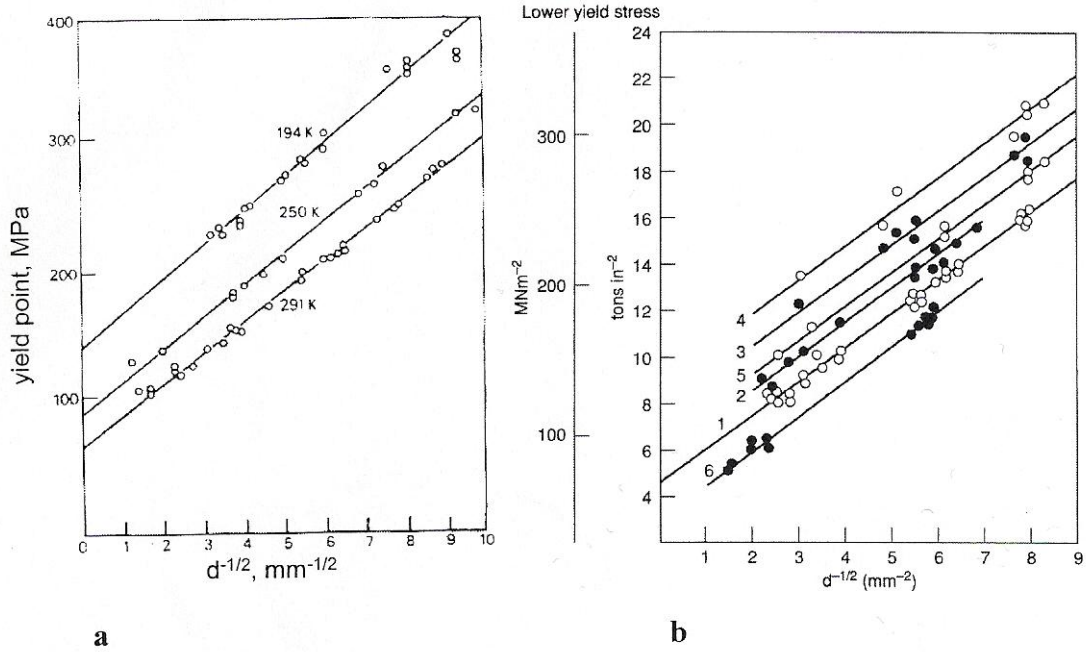 400
300
200
100
0
yield point, MPa
194 K
250 K
291 K
0 1 2 3 4 5 6 7 8 9 10
d-1/2, mm-1/2
a
Lower yield stress
300
200
100
MNm-2
24
22
20
18
16
14
12
10
8
6
4
2
tons in-2
4
3
5
2
1
6
1 2 3 4 5 6 7 8 9
d-1/2 (mm-2)
b